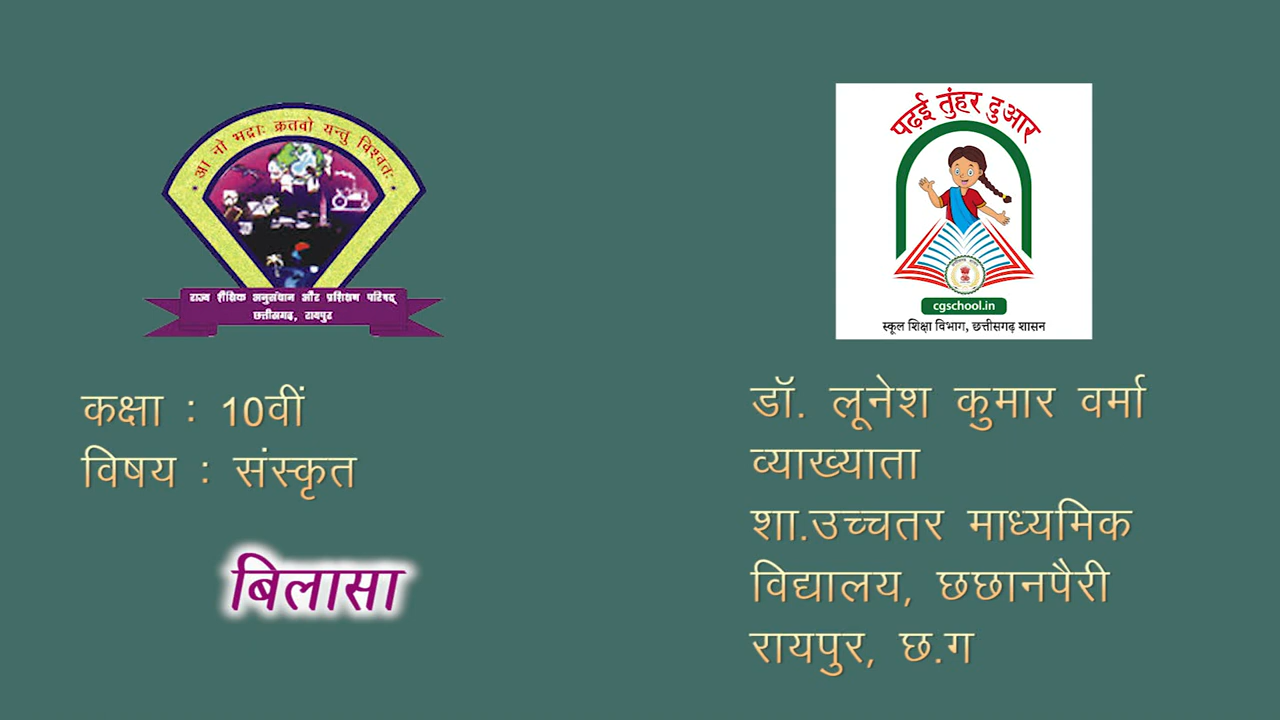 आ नो भद्राः क्रतवो यन्तु विश्वतः
राज्य शैक्षिक अनुसंधान और प्रशिक्षण परिषद्
छत्तीसगढ़, रायपुर
कक्षा : 10वीं
विषय : संस्कृत
बिलासा
पढ़ई तुंहर दुआर
cgschool.in
स्कूल शिक्षा विभाग, छत्तीसगढ़ शासन
डॉ. लूनेश कुमार वर्मा
व्याख्याता
शा.उच्चतर माध्यमिक
विद्यालय, छछानपैरी
रायपुर, छ.ग